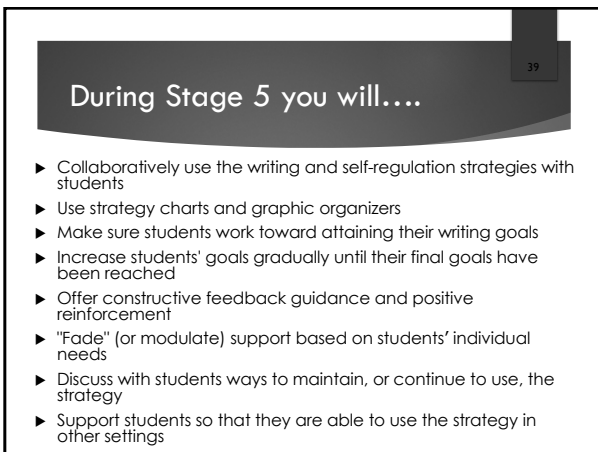 39
During Stage 5 you will....
▶ Collaboratively use the writing and self-regulation strategies with
students
▶ Use strategy charts and graphic organizers
▶ Make sure students work toward attaining their writing goals
▶ Increase students' goals gradually until their final goals have
been reached
▶ Offer constructive feedback guidance and positive
reinforcement
▶ "Fade" (or modulate) support based on students’ individual
needs
▶ Discuss with students ways to maintain, or continue to use, the
strategy
▶ Support students so that they are able to use the strategy in
other settings